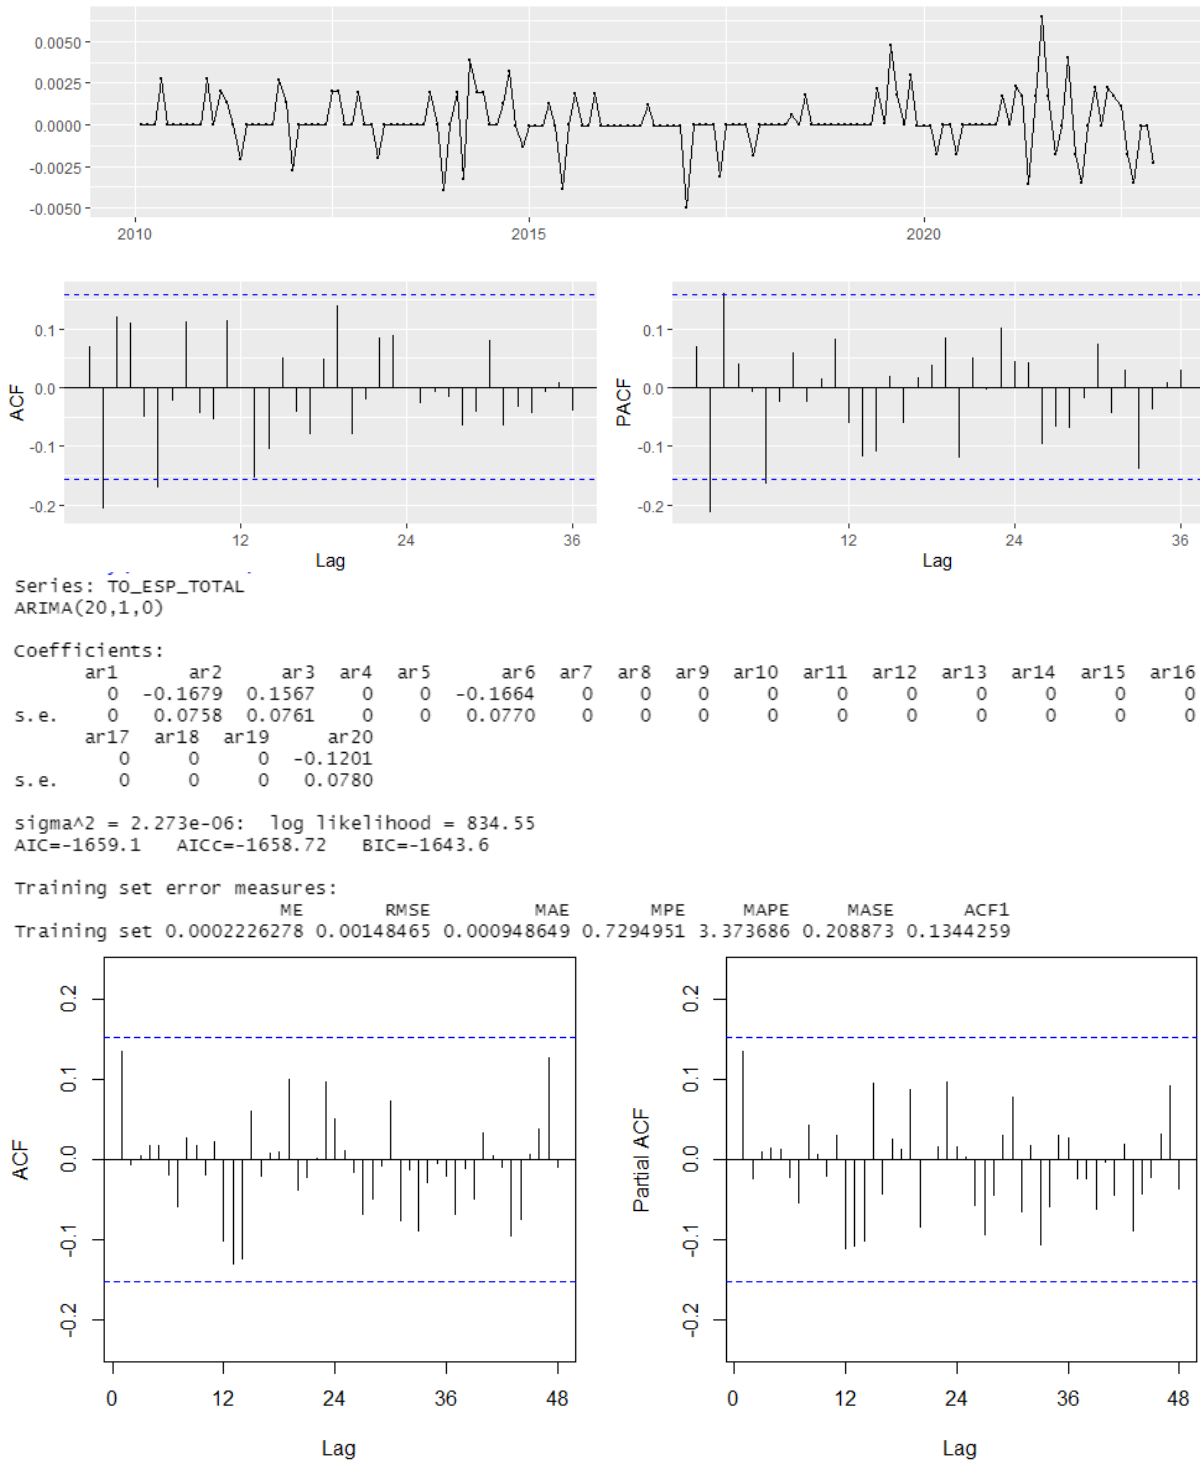 0.0050
0.0025
0.0000
-0.0025
-0.0050
2010 2015 2020
ACF
0.1
0.0
-0.1
-0.2
12 24 36
Lag
PACF
0.1
0.0
-0.1
-0.2
12 24 36
Lag
Series: TO_ESP_TOTAL
ARIMA(20,1,0)
Coefficients:
ar1 ar2 ar3 ar4 ar5 ar6 ar7 ar8 ar9 ar10 ar11 ar12 ar13 ar14 ar15 ar16
0 -0.1679 0.1567 0 0 -0.1664 0 0 0 0 0 0 0 0 0 0
s.e. 0 0.0758 0.0761 0 0 0.0770 0 0 0 0 0 0 0 0 0 0
ar17 ar18 ar19 ar20
0 0 0 -0.1201
s.e. 0 0 0 0.0780
sigma^2 = 2.273e-06: log likelihood = 834.55
AIC=-1659.1 AICc=-1658.72 BIC=-1643.6
Training set error measures:
ME RMSE MAE MPE MAPE MASE ACF1
Training set 0.0002226278 0.00148465 0.000948649 0.7294951 3.373686 0.208873 0.1344259
ACF
0.2
0.1
0.0
-0.1
-0.2
0 12 24 36 48
Lag
Partial ACF
0.2
0.1
0.0
-0.1
-0.2
0 12 24 36 48
Lag